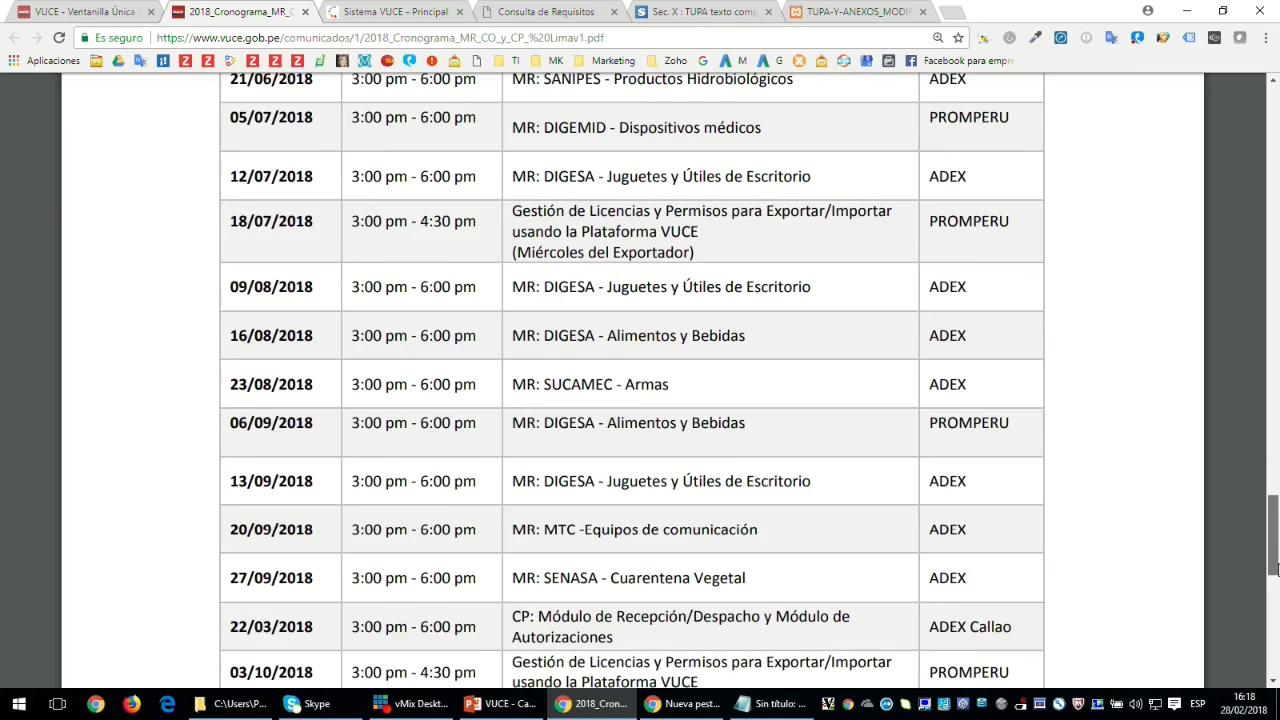 VUCE - Ventanilla Única
2018_Cronograma_MR_C
Sistema VUCE - Principal
Consulta de Requisitos
Sec. X : TUPA texto comp
TUPA-Y-ANEXOS_MODIF
Es seguro
https://www.vuce.gob.pe/comunicados/1/2018_Cronograma_MR_CO_y_CP_%20Limav1.pdf
Aplicaciones
TI
MK
Marketing
Zoho
M
G
Facebook para empre
21/06/2018 3:00 pm - 6:00 pm MR: SANIPES - Productos Hidrobiológicos ADEX
05/07/2018 3:00 pm - 6:00 pm MR: DIGEMID - Dispositivos médicos PROMPERU
12/07/2018 3:00 pm - 6:00 pm MR: DIGESA - Juguetes y Útiles de Escritorio ADEX
18/07/2018 3:00 pm - 4:30 pm Gestión de Licencias y Permisos para Exportar/Importar PROMPERU
usando la Plataforma VUCE
(Miércoles del Exportador)
09/08/2018 3:00 pm - 6:00 pm MR: DIGESA - Juguetes y Útiles de Escritorio ADEX
16/08/2018 3:00 pm - 6:00 pm MR: DIGESA - Alimentos y Bebidas ADEX
23/08/2018 3:00 pm - 6:00 pm MR: SUCAMEC - Armas ADEX
06/09/2018 3:00 pm - 6:00 pm MR: DIGESA - Alimentos y Bebidas PROMPERU
13/09/2018 3:00 pm - 6:00 pm MR: DIGESA - Juguetes y Útiles de Escritorio ADEX
20/09/2018 3:00 pm - 6:00 pm MR: MTC -Equipos de comunicación ADEX
27/09/2018 3:00 pm - 6:00 pm MR: SENASA - Cuarentena Vegetal ADEX
22/03/2018 3:00 pm - 6:00 pm CP: Módulo de Recepción/Despacho y Módulo de ADEX Callao
Autorizaciones
03/10/2018 3:00 pm - 4:30 pm Gestión de Licencias y Permisos para Exportar/Importar PROMPERU
usando la Plataforma VUCE
C:\Users\P...
Skype
vMix Deskt...
VUCE - Ca...
2018_Cron...
Nueva pest...
Sin título: ...
ESP
16:18
28/02/2018